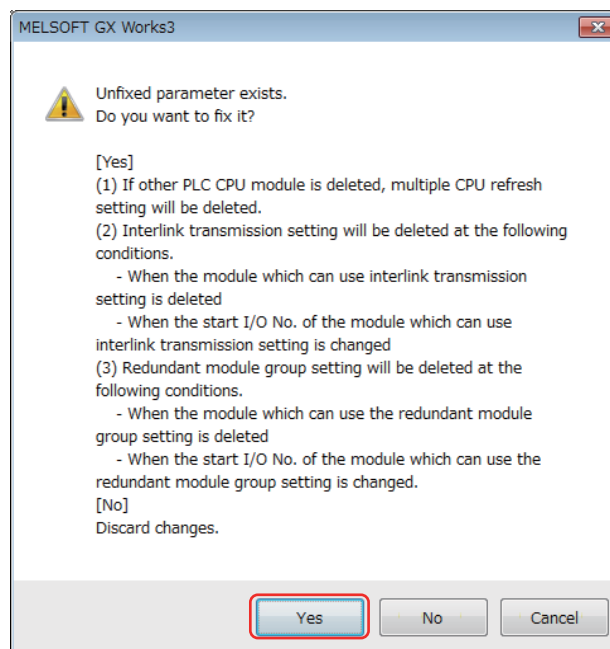 MELSOFT GX Works3
Unfixed parameter exists.
Do you want to fix it?
[Yes]
(1) If other PLC CPU module is deleted, multiple CPU refresh
setting will be deleted.
(2) Interlink transmission setting will be deleted at the following
conditions.
- When the module which can use interlink transmission
setting is deleted
- When the start I/O No. of the module which can use
interlink transmission setting is changed
(3) Redundant module group setting will be deleted at the
following conditions.
- When the module which can use the redundant module
group setting is deleted
- When the start I/O No. of the module which can use the
redundant module group setting is changed.
[No]
Discard changes.
Yes No Cancel